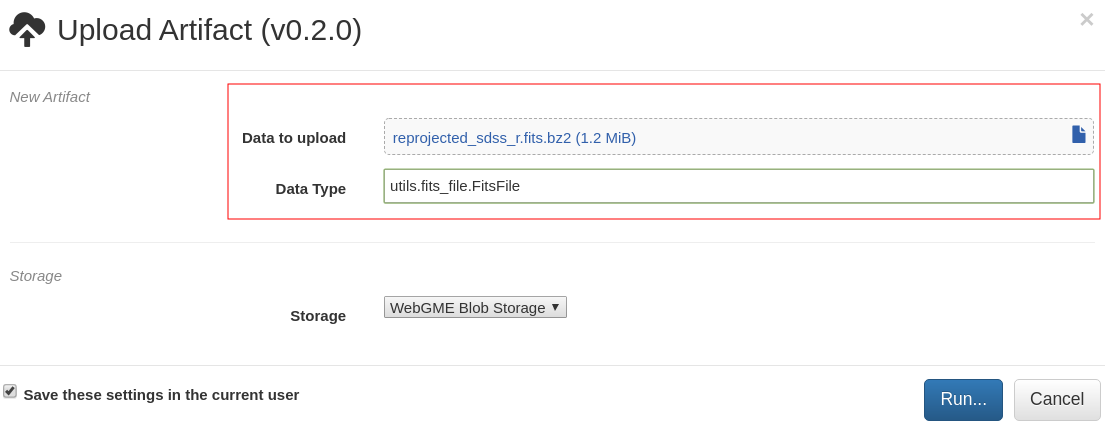 Upload Artifact (v0.2.0)
×
New Artifact
Data to upload
reprojected_sdss_r.fits.bz2 (1.2 MiB)
Data Type
utils.fits_file.FitsFile
Storage
Storage
WebGME Blob Storage
Save these settings in the current user
Run...
Cancel